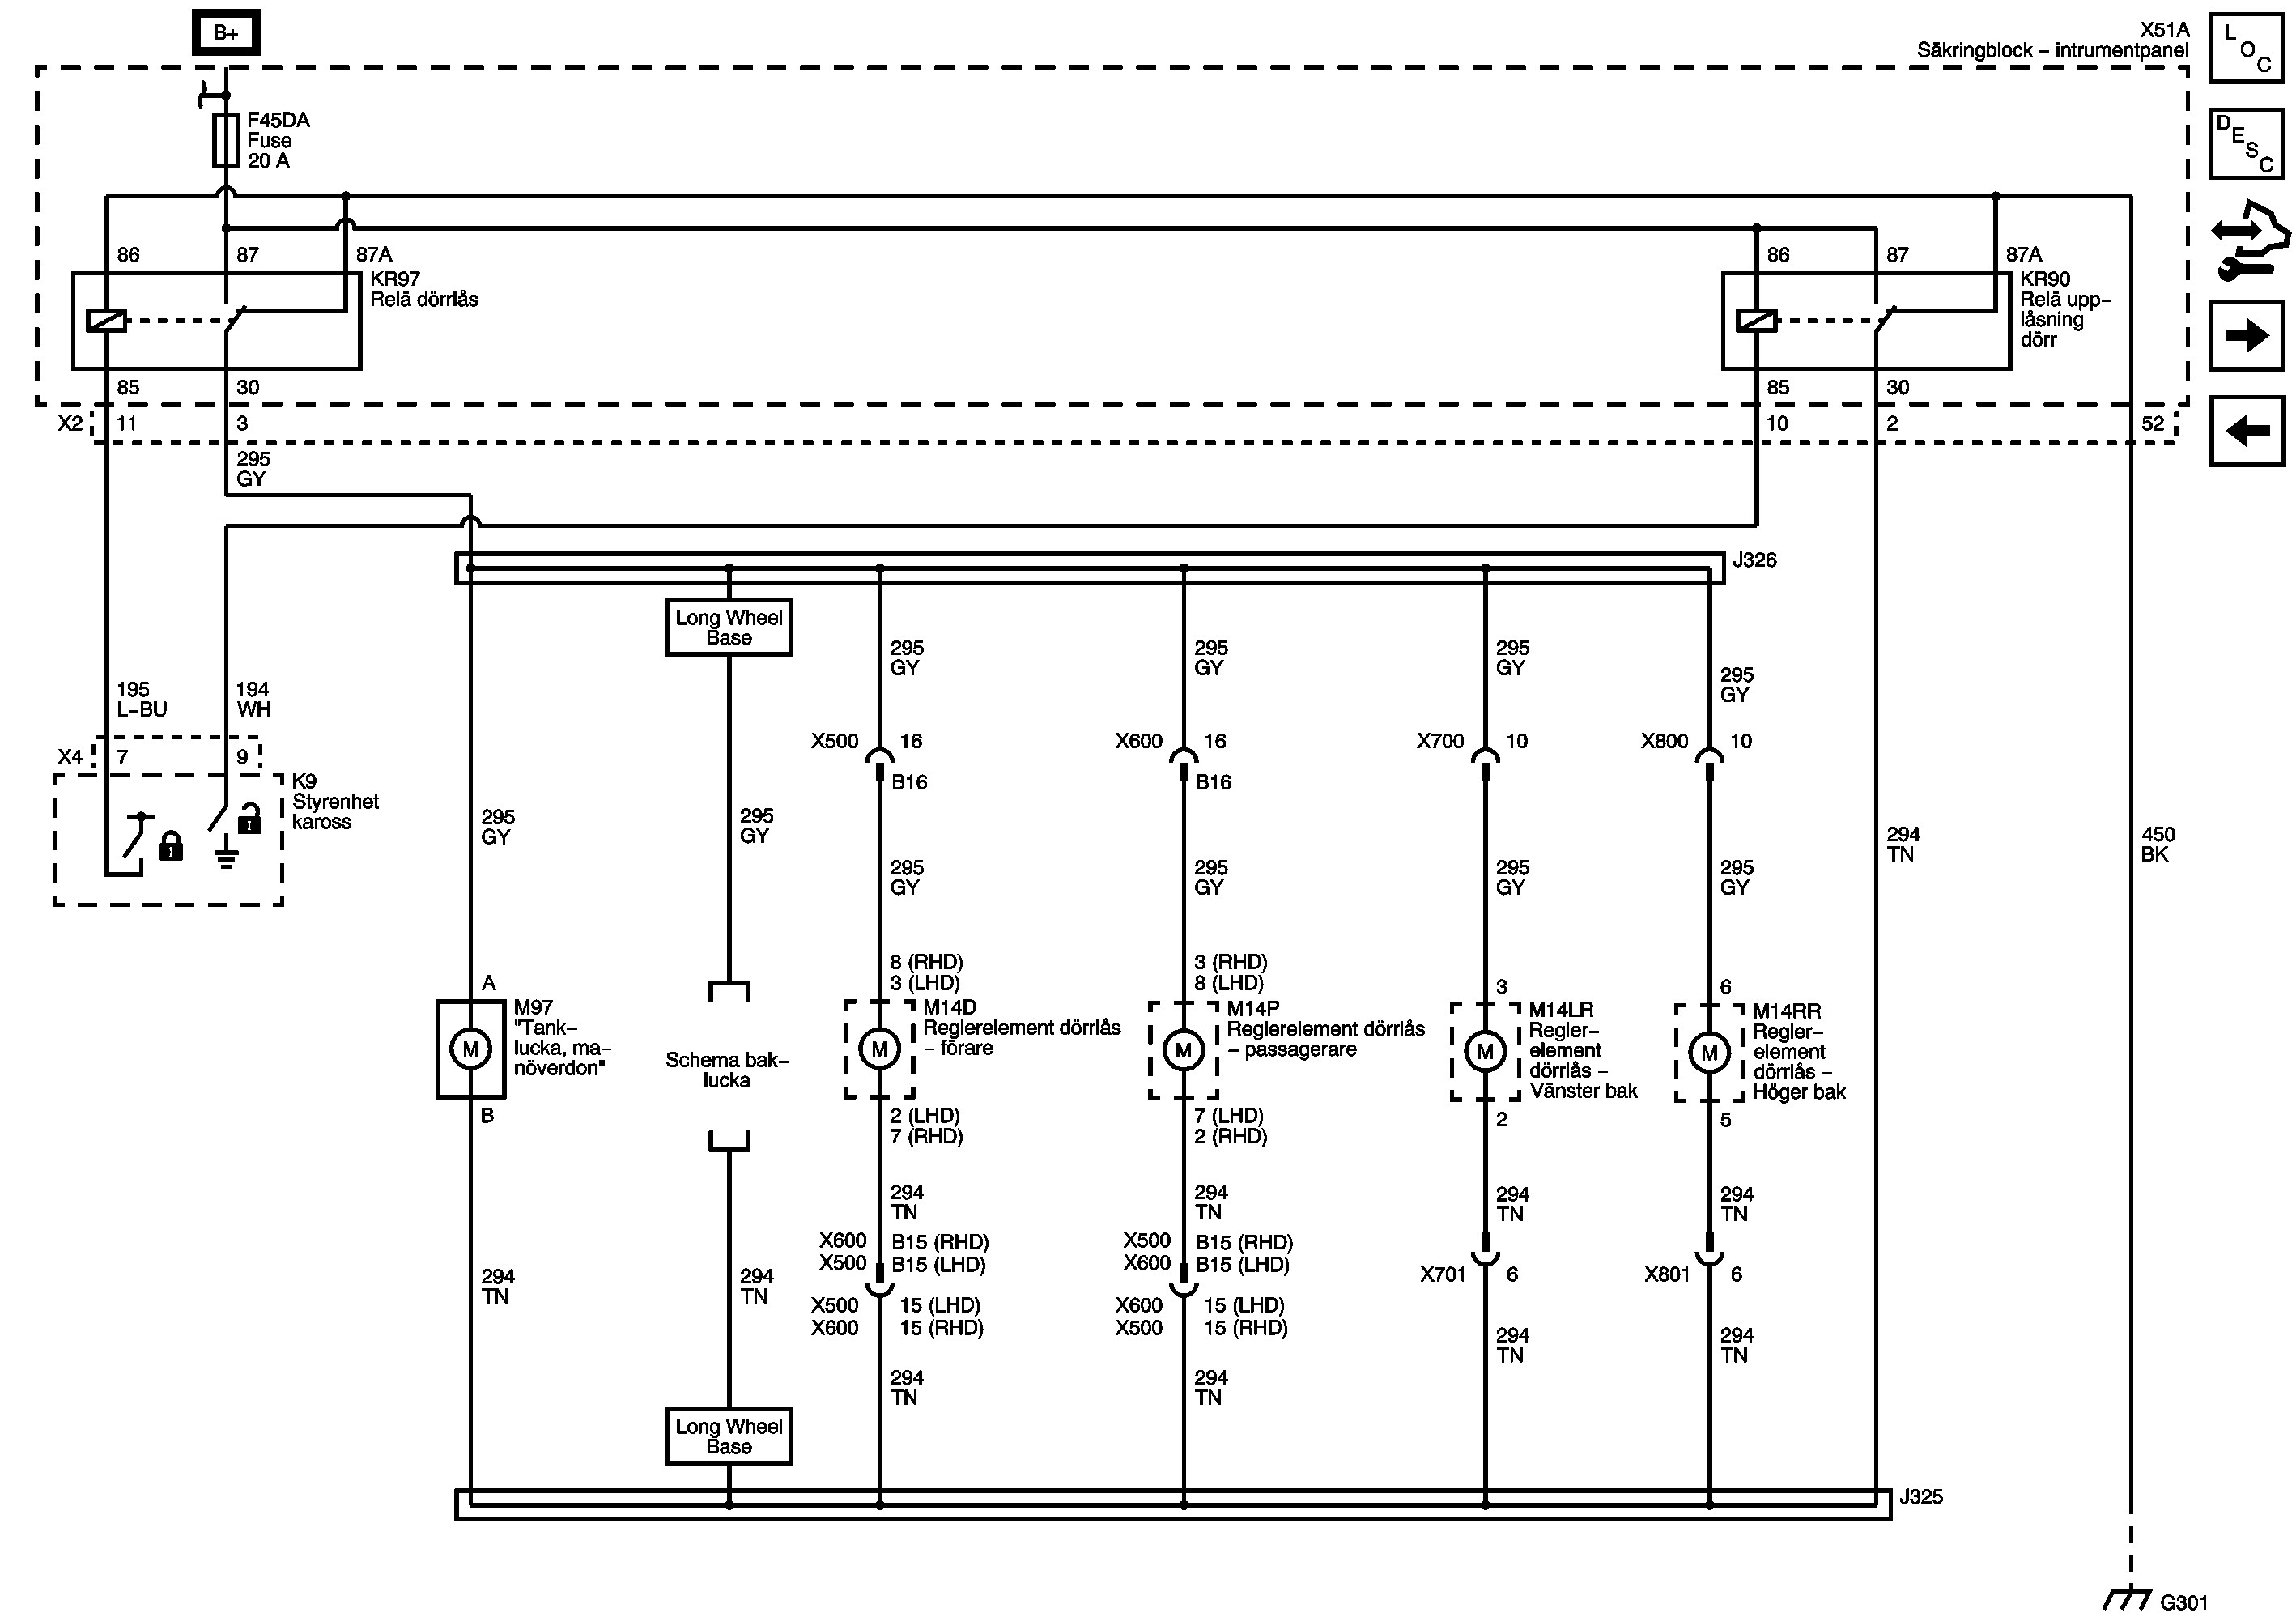 B+
X51A
Säkringblock – intrumentpanel
L O C
D E S C
F45DA
Fuse
20 A
86
87
87A
KR97
Relä dörrlås
86
87
87A
KR90
Relä upp–
låsning
dörr
85
30
85
30
X2
11
3
10
2
52
295
GY
J326
Long Wheel
Base
295
GY
295
GY
295
GY
295
GY
195
L–BU
194
WH
X4
7
9
X500
16
B16
X600
16
B16
X700
10
X800
10
K9
Styrenhet
kaross
295
GY
295
GY
295
GY
295
GY
295
GY
295
GY
294
TN
450
BK
A
M97
"Tank–
lucka, ma–
növerdon"
M
B
Schema bak–
lucka
8 (RHD)
3 (LHD)
M14D
Reglerelement dörrlås
– förare
M
2 (LHD)
7 (RHD)
3 (RHD)
8 (LHD)
M14P
Reglerelement dörrlås
– passagerare
M
7 (LHD)
2 (RHD)
3
M14LR
Regler–
element
dörrlås –
Vänster bak
M
2
6
M14RR
Regler–
element
dörrlås –
Höger bak
M
5
294
TN
294
TN
294
TN
294
TN
X600
B15 (RHD)
X500
B15 (LHD)
X500
15 (LHD)
X600
15 (RHD)
X500
B15 (RHD)
X600
B15 (LHD)
X600
15 (LHD)
X500
15 (RHD)
X701
6
X801
6
294
TN
294
TN
294
TN
294
TN
294
TN
294
TN
Long Wheel
Base
J325
G301